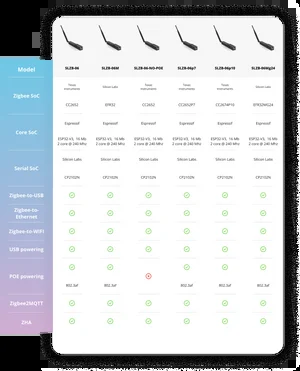 Model SLZB-06 SLZB-06M SLZB-06-NO-POE SLZB-06p7 SLZB-06p10 SLZB-06Mg24
Texas Instruments Silicon Labs Texas Instruments Texas Instruments Texas Instruments Silicon Labs
Zigbee SoC
CC2652 EFR32 CC2652 CC2652P7 CC2674P10 EFR32MG24
Espressif Espressif Espressif Espressif Espressif Espressif
Core SoC
ESP32-V3, 16 Mb ESP32-V3, 16 Mb ESP32-V3, 16 Mb ESP32-V3, 16 Mb ESP32-V3, 16 Mb ESP32-V3, 16 Mb
2 core @ 240 MHz 2 core @ 240 MHz 2 core @ 240 MHz 2 core @ 240 MHz 2 core @ 240 MHz 2 core @ 240 MHz
Silicon Labs Silicon Labs Silicon Labs Silicon Labs Silicon Labs Silicon Labs
Serial SoC
CP2102N CP2102N CP2102N CP2102N CP2102N CP2102N
Zigbee-to-USB
Zigbee-to-
Ethernet
Zigbee-to-WiFi
USB powering
POE powering
802.3af 802.3af 802.3af 802.3af 802.3af
Zigbee2MQTT
ZHA